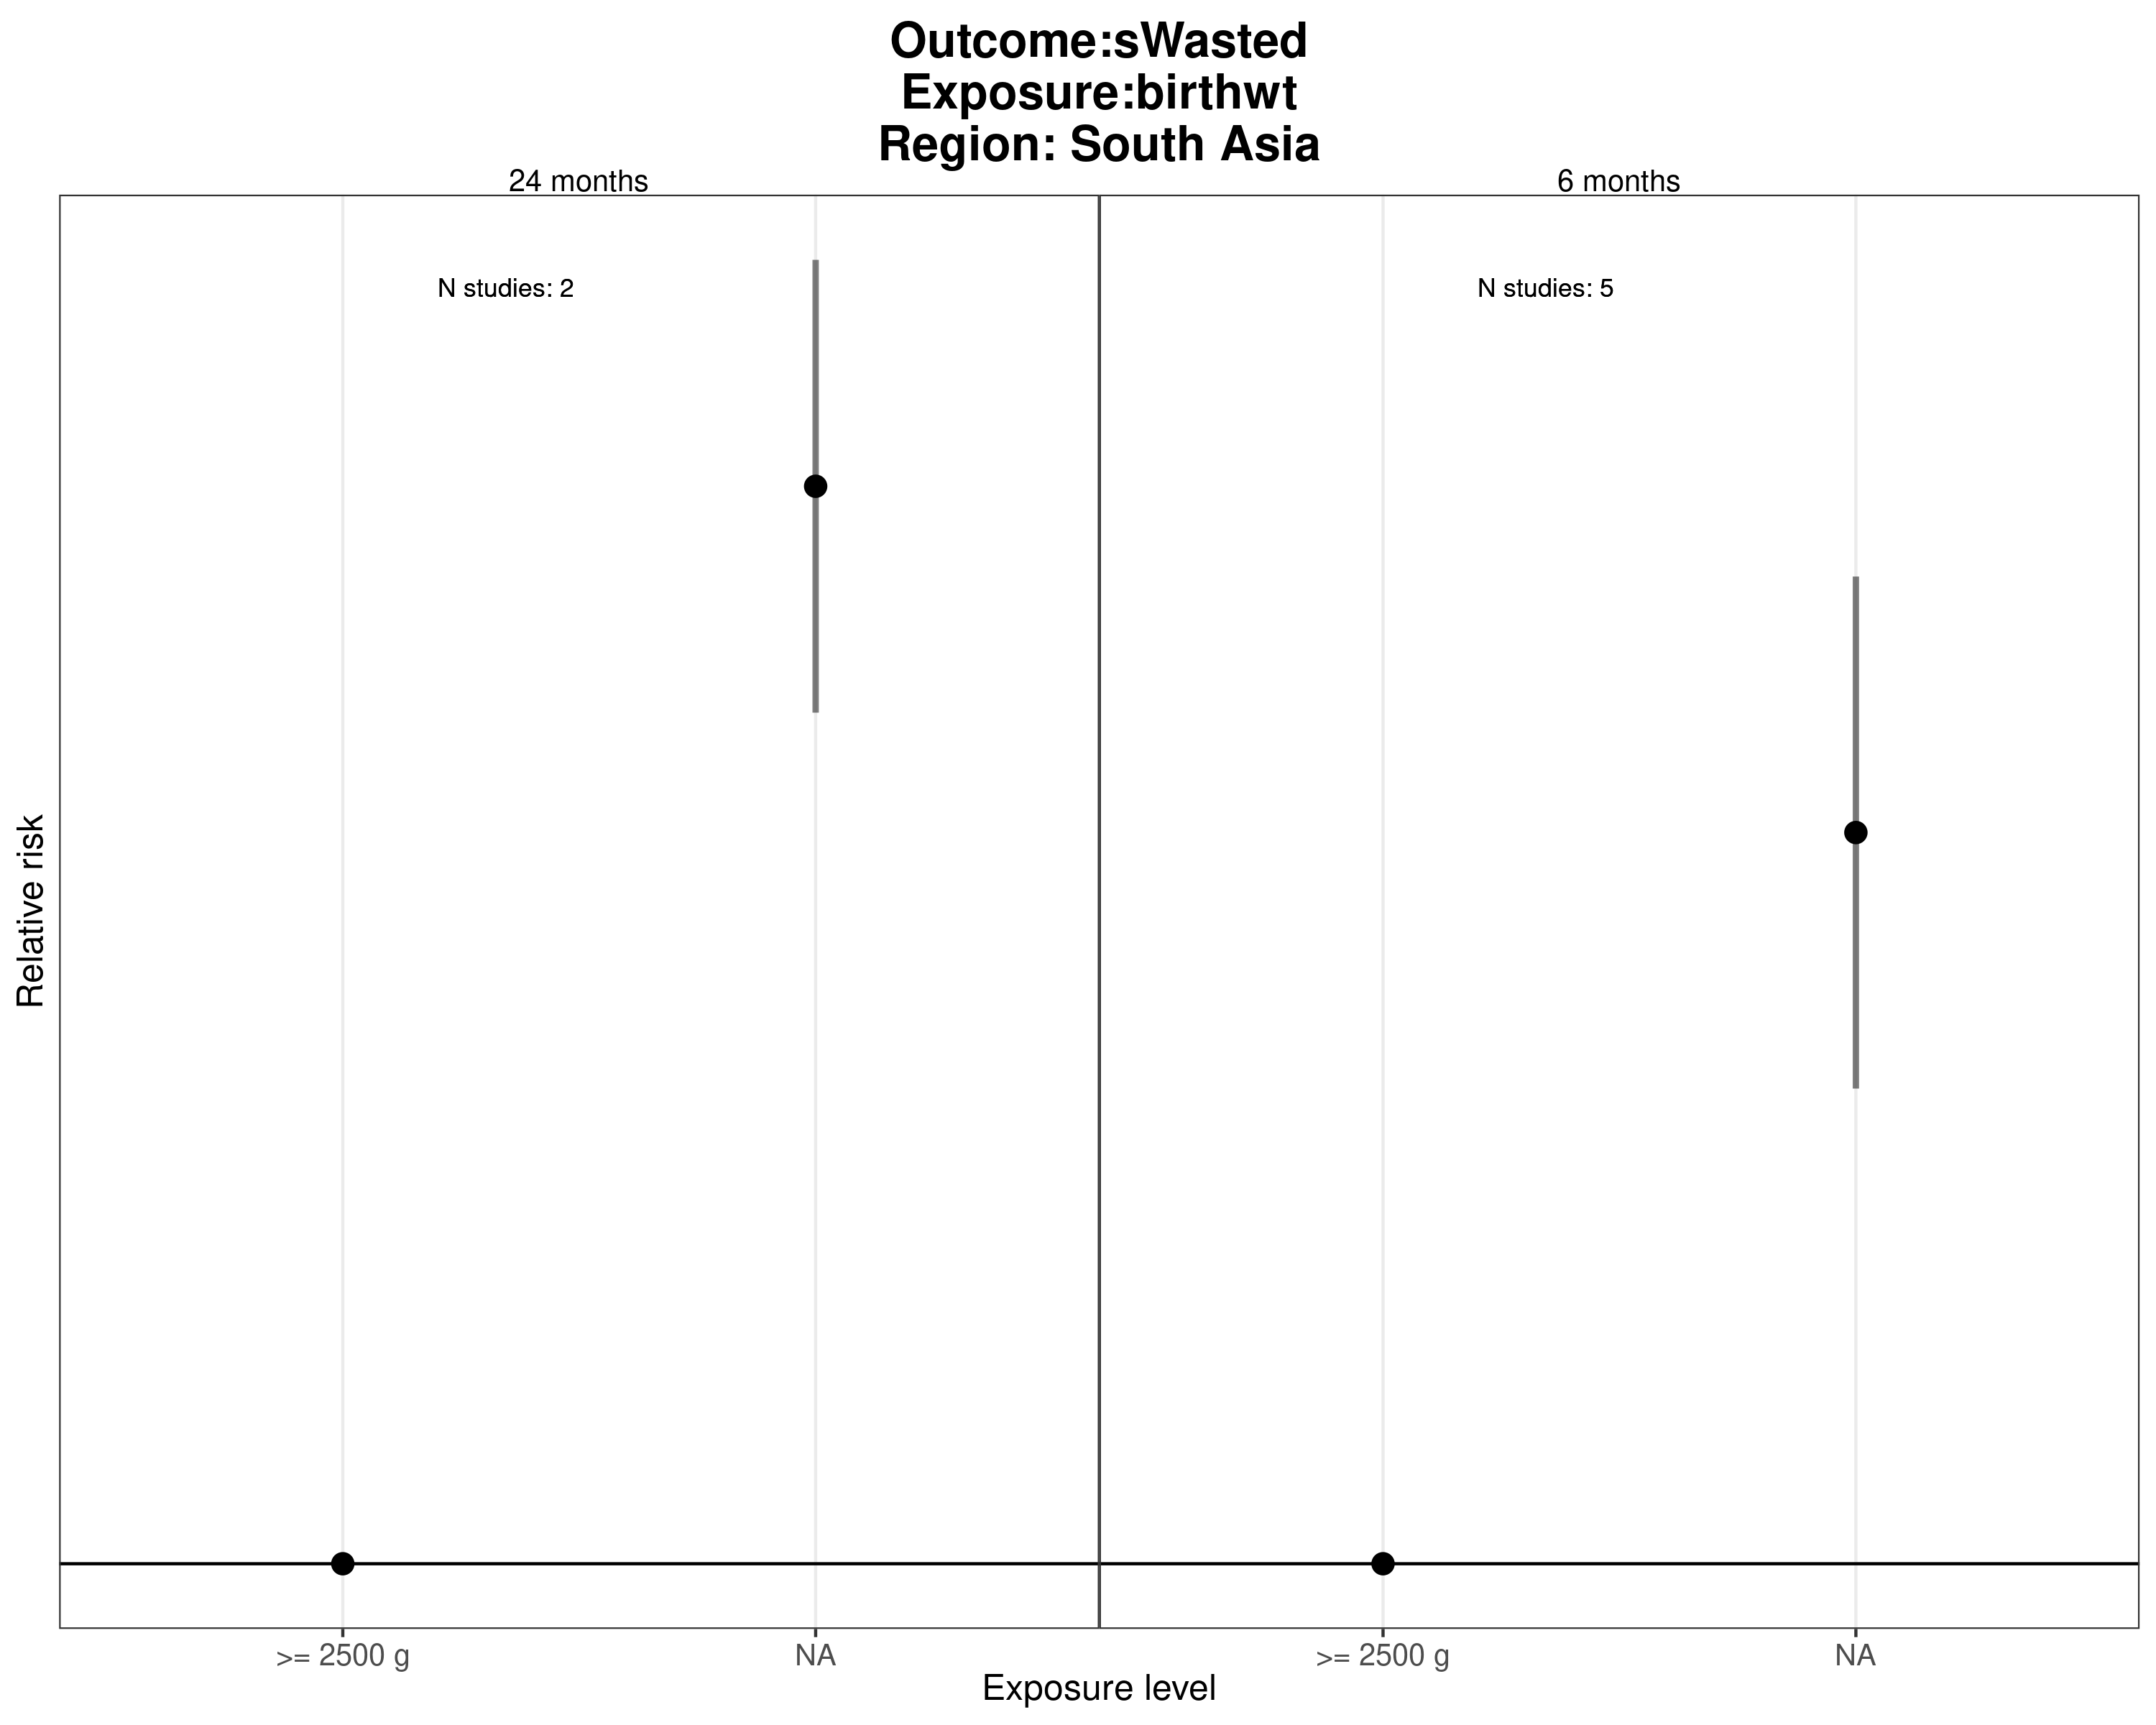 Outcome:sWasted
Exposure:birthwt
Region: South Asia
24 months
6 months
N studies: 2
N studies: 5
Relative risk
>= 2500 g
NA
>= 2500 g
NA
Exposure level